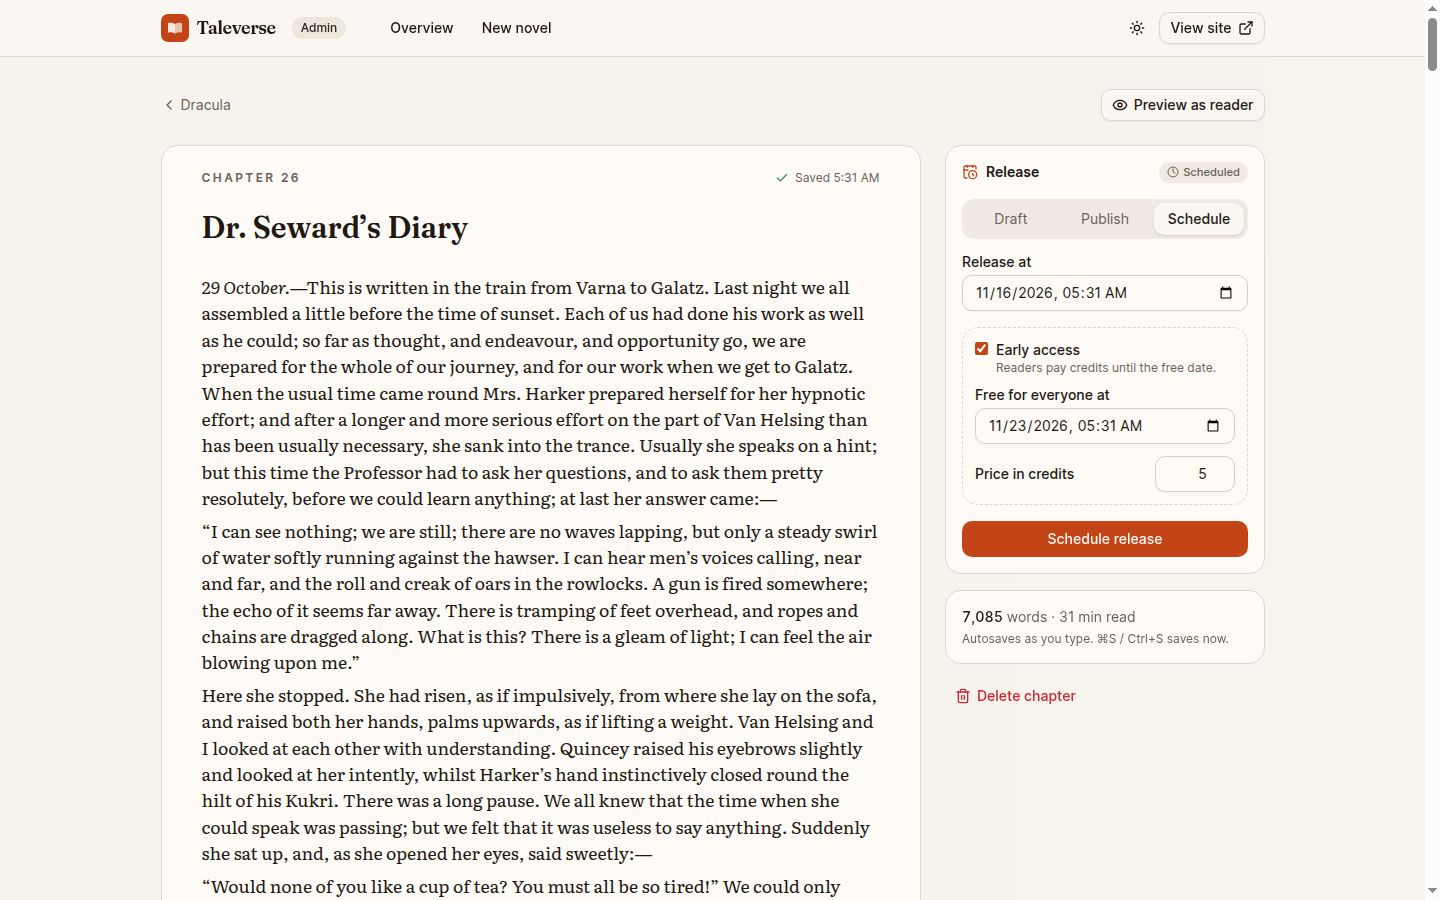 Taleverse Admin Overview New novel View site
Dracula Preview as reader
CHAPTER 26 Saved 5:31 AM
Dr. Seward’s Diary
29 October.—This is written in the train from Varna to Galatz. Last night we all
assembled a little before the time of sunset. Each of us had done his work as well
as he could; so far as thought, and endeavour, and opportunity go, we are
prepared for the whole of our journey, and for our work when we get to Galatz.
When the usual time came round Mrs. Harker prepared herself for her hypnotic
effort; and after a longer and more serious effort on the part of Van Helsing than
has been usually necessary, she sank into the trance. Usually she speaks on a hint;
but this time the Professor had to ask her questions, and to ask them pretty
resolutely, before we could learn anything; at last her answer came:—
“I can see nothing; we are still; there are no waves lapping, but only a steady swirl
of water softly running against the hawser. I can hear men’s voices calling, near
and far, and the roll and creak of oars in the rowlocks. A gun is fired somewhere;
the echo of it seems far away. There is tramping of feet overhead, and ropes and
chains are dragged along. What is this? There is a gleam of light; I can feel the air
blowing upon me.”
Here she stopped. She had risen, as if impulsively, from where she lay on the sofa,
and raised both her hands, palms upwards, as if lifting a weight. Van Helsing and
I looked at each other with understanding. Quincey raised his eyebrows slightly
and looked at her intently, whilst Harker’s hand instinctively closed round the
hilt of his Kukri. There was a long pause. We all knew that the time when she
could speak was passing; but we felt that it was useless to say anything. Suddenly
she sat up, and, as she opened her eyes, said sweetly:—
“Would none of you like a cup of tea? You must all be so tired!” We could only
Release Scheduled
Draft Publish Schedule
Release at
11/16/2026, 05:31 AM
Early access
Readers pay credits until the free date.
Free for everyone at
11/23/2026, 05:31 AM
Price in credits 5
Schedule release
7,085 words · 31 min read
Autosaves as you type. ⌘S / Ctrl+S saves now.
Delete chapter